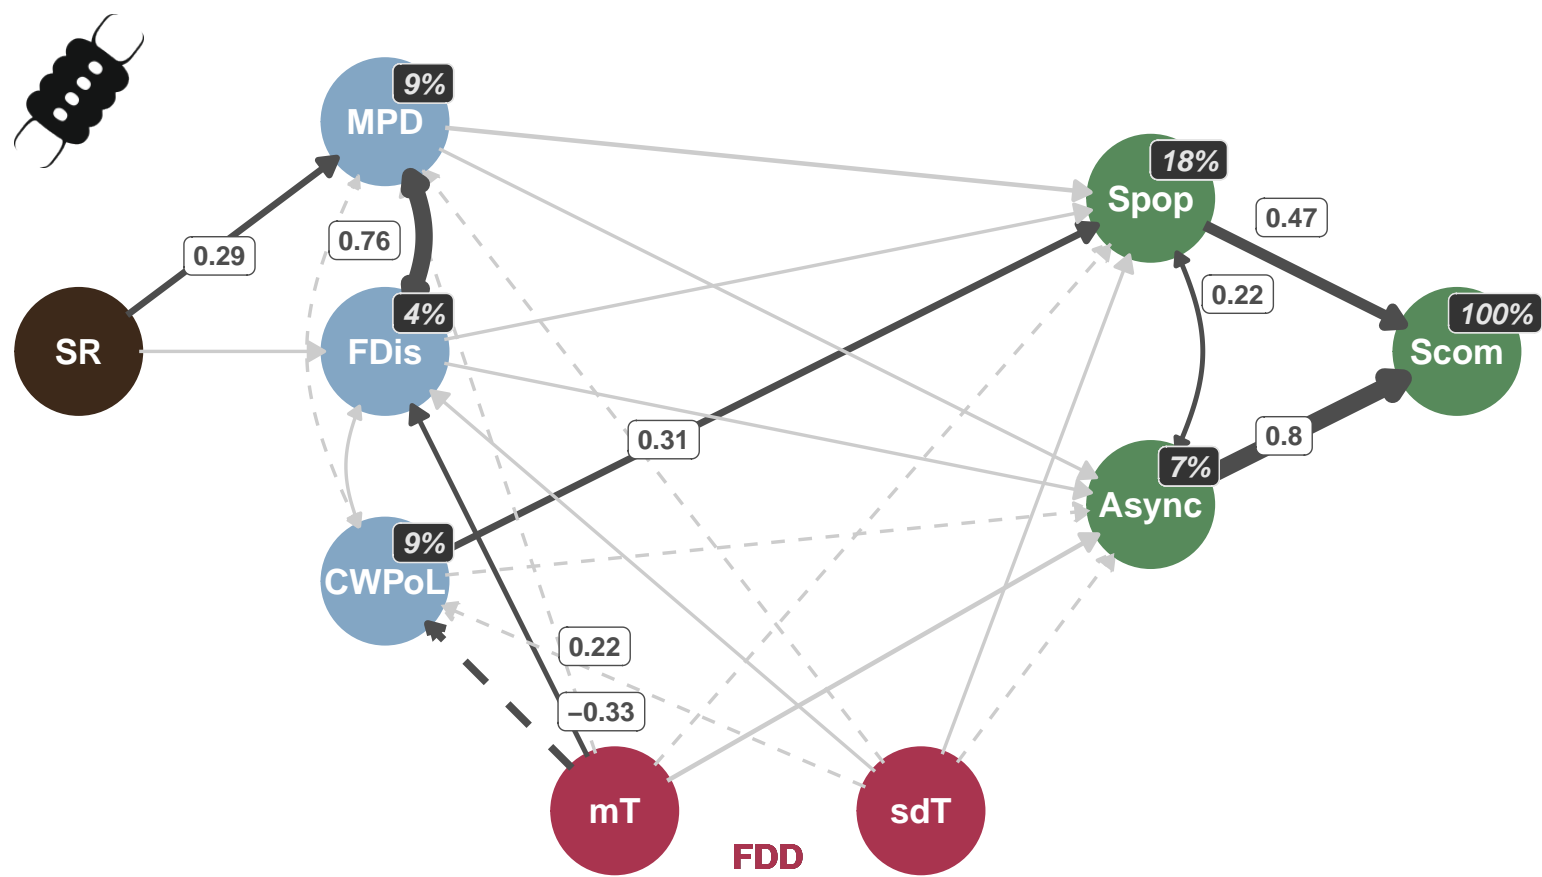 9%
MPD
18%
Spop
0.47
0.76
0.29
0.22
4%
100%
SR
FDis
Scom
0.31
0.8
7%
Async
9%
CWPoL
0.22
−0.33
mT
sdT
FDD